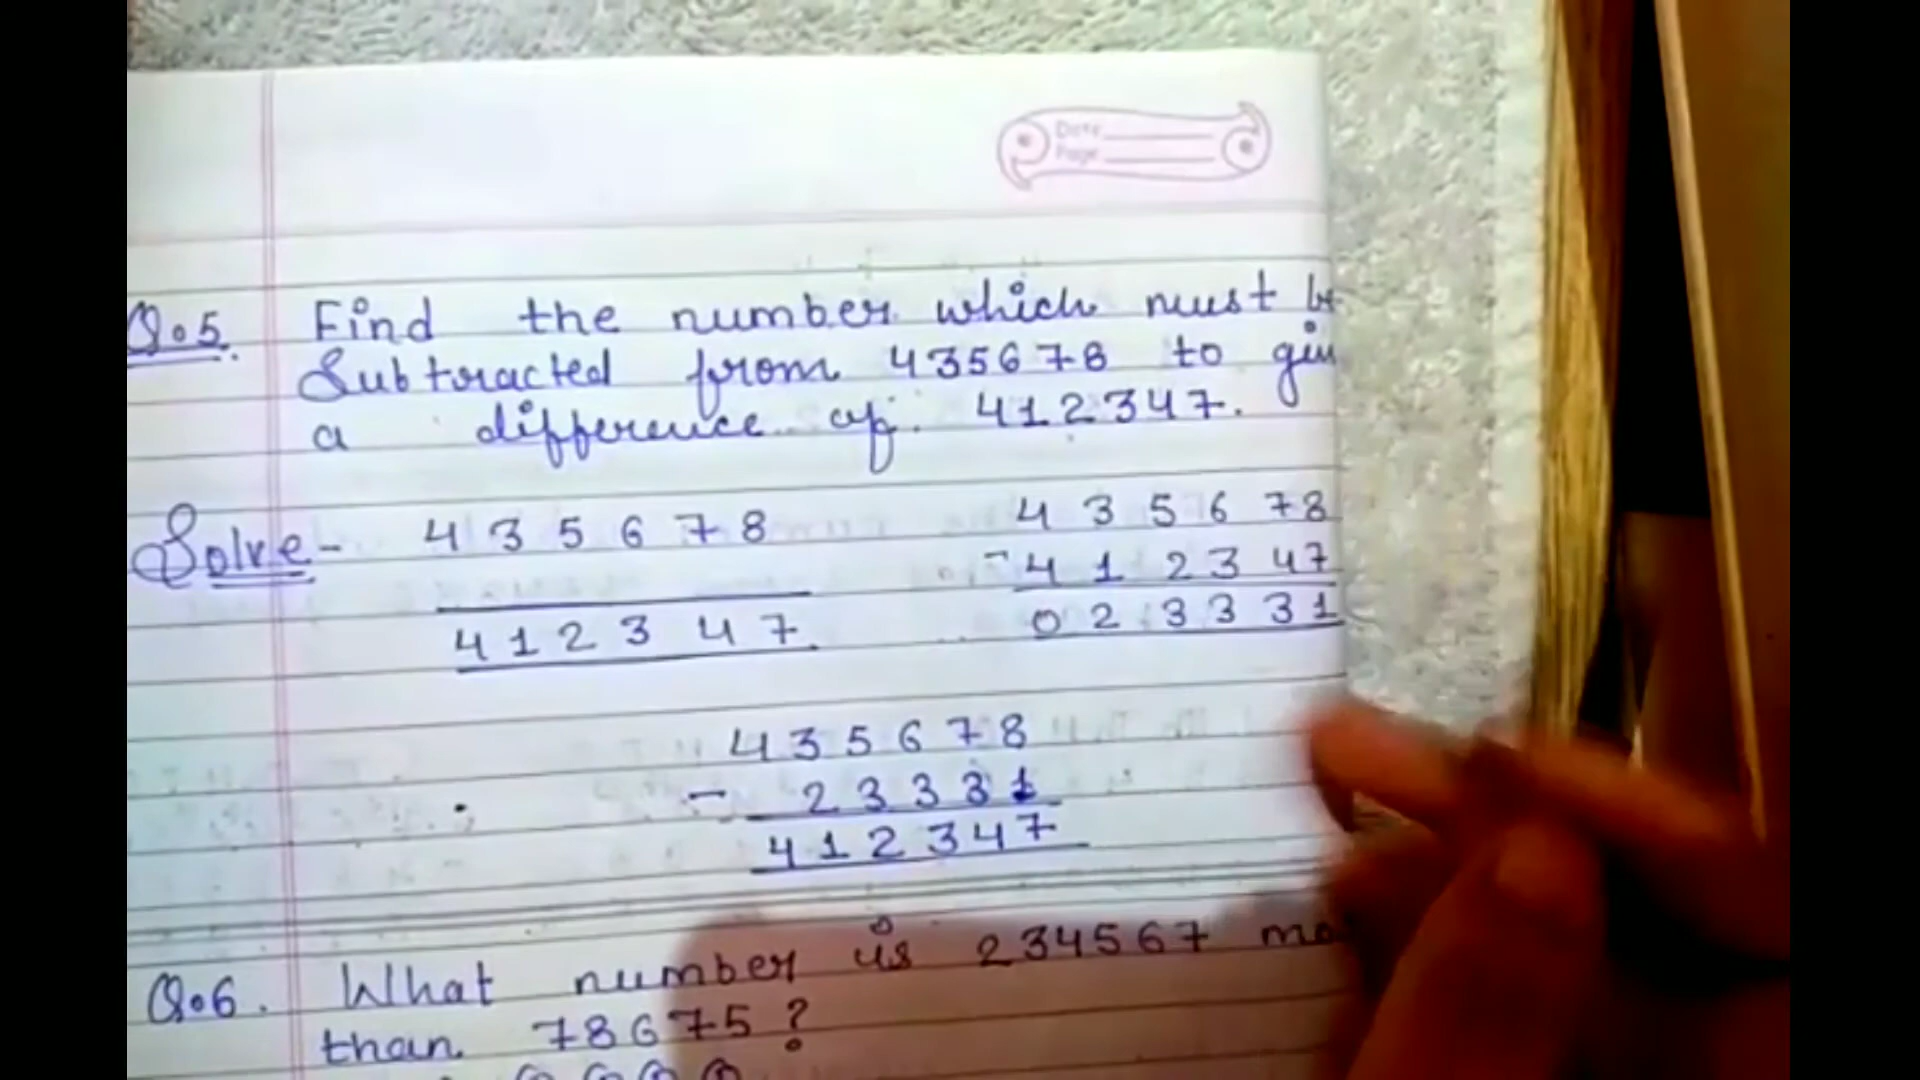 Date
Page
Q.5. Find the number which must be
Subtracted from 435678 to give
a difference of 412347.
Solve - 435678
412347.
435678
- 412347
023331
435678
- 23331
412347
Q.6. What number is 234567 mo
than 78675?